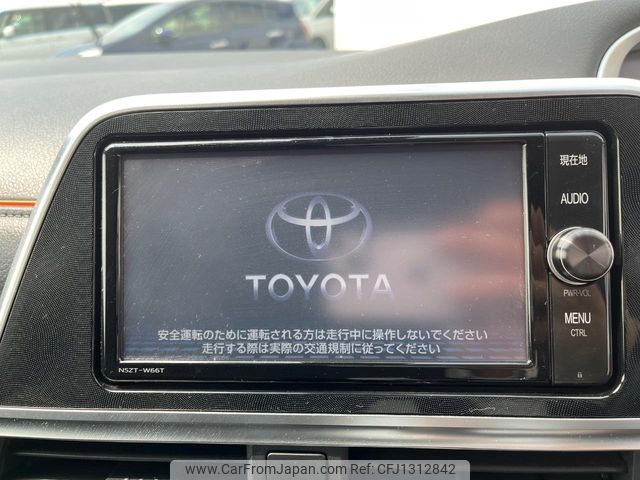 現在地
AUDIO
PWR-VOL
MENU
CTRL
TOYOTA
安全運転のために運転される方は走行中に操作しないでください
走行する際は実際の交通規制に従ってください
NSZT-W66T
www.CarFromJapan.com - CFJ1312842